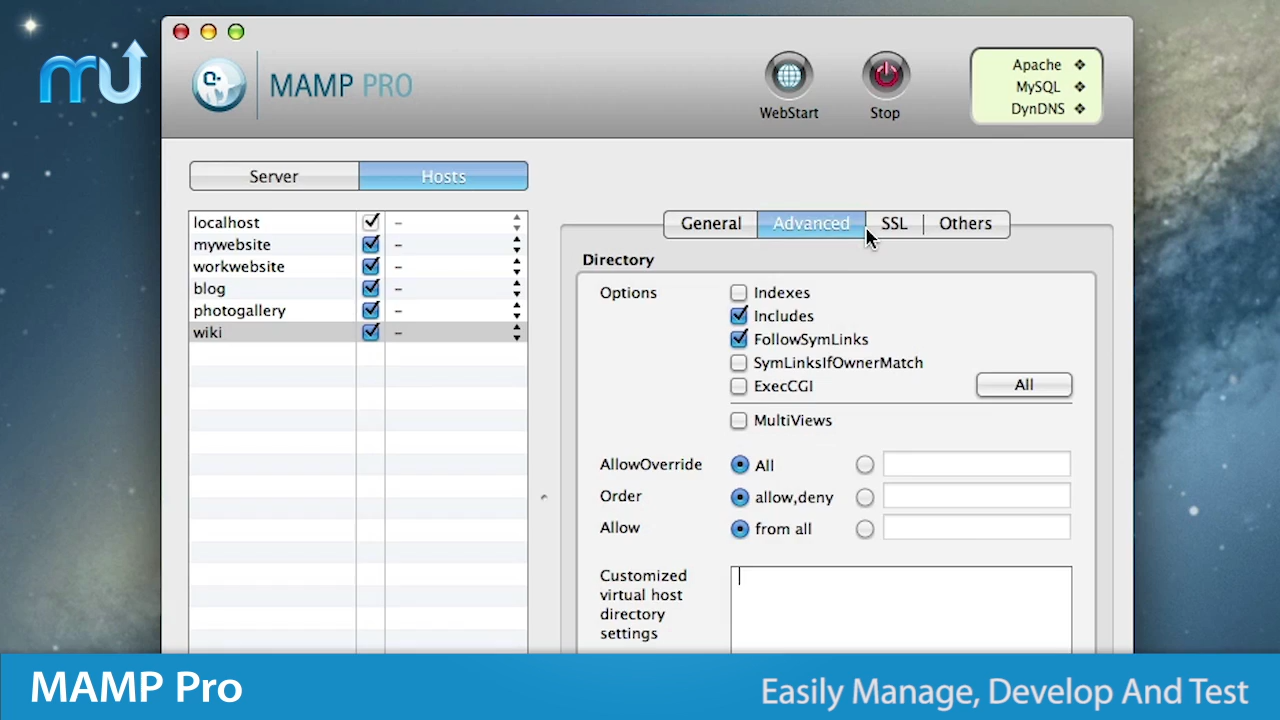 MU
MAMP PRO
WebStart
Stop
Apache
MySQL
DynDNS
Server
Hosts
localhost
–
mywebsite
–
workwebsite
–
blog
–
photogallery
–
wiki
–
General
Advanced
SSL
Others
Directory
Options
Indexes
Includes
FollowSymLinks
SymLinksIfOwnerMatch
ExecCGI
All
MultiViews
AllowOverride
All
Order
allow,deny
Allow
from all
Customized
virtual host
directory
settings
MAMP Pro
Easily Manage, Develop And Test